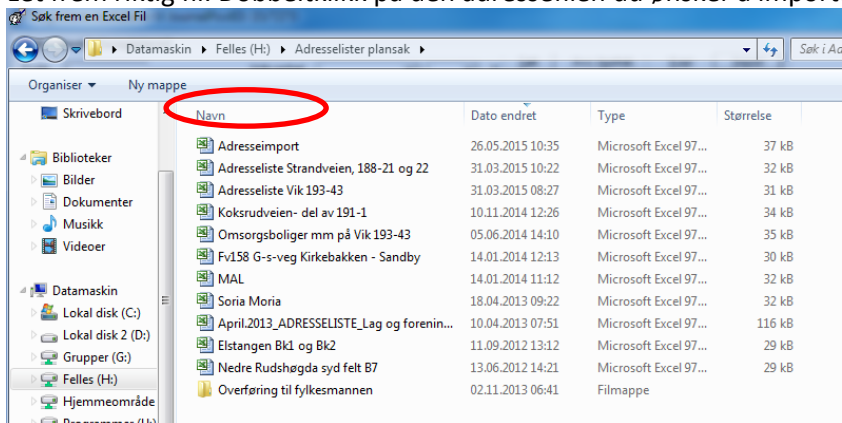 Søk frem en Excel Fil
Datamaskin Felles (H:) Adresselister plansak Søk i Ad
Organiser Ny mappe
Skrivebord
Biblioteker
Bilder
Dokumenter
Musikk
Videoer
Datamaskin
Lokal disk (C:)
Lokal disk 2 (D:)
Grupper (G:)
Felles (H:)
Hjemmeområde
Navn Dato endret Type Størrelse
Adresseimport 26.05.2015 10:35 Microsoft Excel 97... 37 kB
Adresseliste Strandveien, 188-21 og 22 31.03.2015 10:22 Microsoft Excel 97... 32 kB
Adresseliste Vik 193-43 31.03.2015 08:27 Microsoft Excel 97... 31 kB
Koksrudveien- del av 191-1 10.11.2014 12:26 Microsoft Excel 97... 34 kB
Omsorgsboliger mm på Vik 193-43 05.06.2014 14:10 Microsoft Excel 97... 35 kB
Fv158 G-s-veg Kirkebakken - Sandby 14.01.2014 12:13 Microsoft Excel 97... 30 kB
MAL 14.01.2014 11:12 Microsoft Excel 97... 32 kB
Soria Moria 18.04.2013 09:22 Microsoft Excel 97... 32 kB
April.2013_ADRESSELISTE_Lag og forenin... 10.04.2013 07:51 Microsoft Excel 97... 116 kB
Elstangen Bk1 og Bk2 11.09.2012 13:12 Microsoft Excel 97... 29 kB
Nedre Rudshøgda syd felt B7 13.06.2012 14:21 Microsoft Excel 97... 29 kB
Overføring til fylkesmannen 02.11.2013 06:41 Filmappe